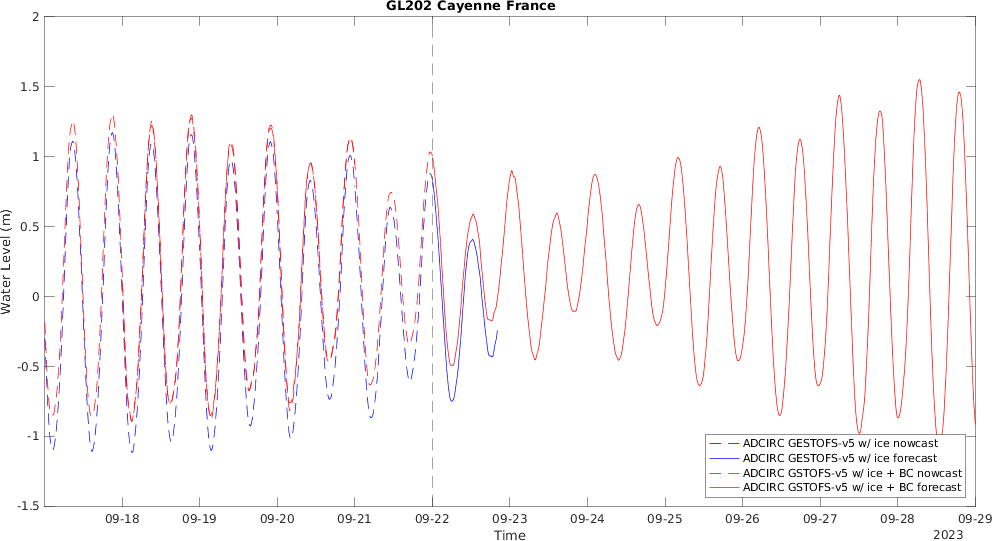 GL202 Cayenne France
2
1.5
1
0.5
0
-0.5
-1
-1.5
Water Level (m)
ADCIRC GESTOFS-v5 w/ ice nowcast
ADCIRC GESTOFS-v5 w/ ice forecast
ADCIRC GSTOFS-v5 w/ ice + BC nowcast
ADCIRC GSTOFS-v5 w/ ice + BC forecast
09-18 09-19 09-20 09-21 09-22 09-23 09-24 09-25 09-26 09-27 09-28 09-29
Time
2023